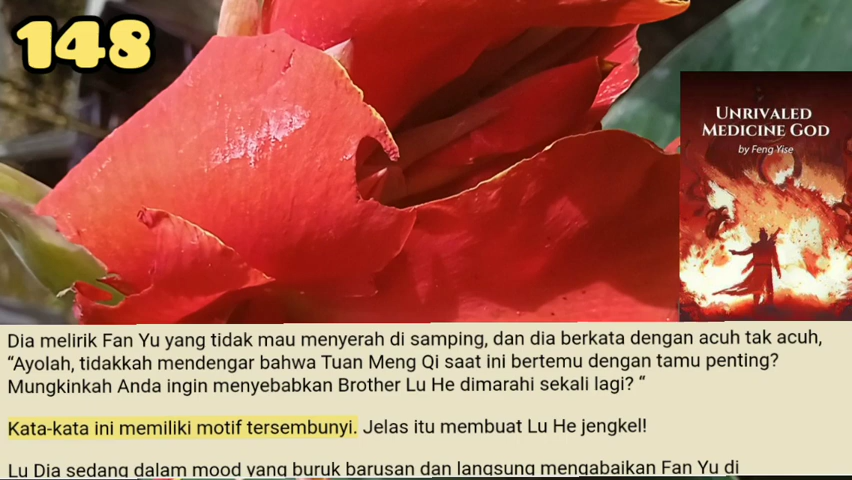 148
UNRIVALED
MEDICINE GOD
by Feng Yise
Dia melirik Fan Yu yang tidak mau menyerah di samping, dan dia berkata dengan acuh tak acuh,
“Ayolah, tidakkah mendengar bahwa Tuan Meng Qi saat ini bertemu dengan tamu penting?
Mungkinkah Anda ingin menyebabkan Brother Lu He dimarahi sekali lagi? “
Kata-kata ini memiliki motif tersembunyi. Jelas itu membuat Lu He jengkel!
Lu Dia sedang dalam mood yang buruk barusan dan langsung mengabaikan Fan Yu di